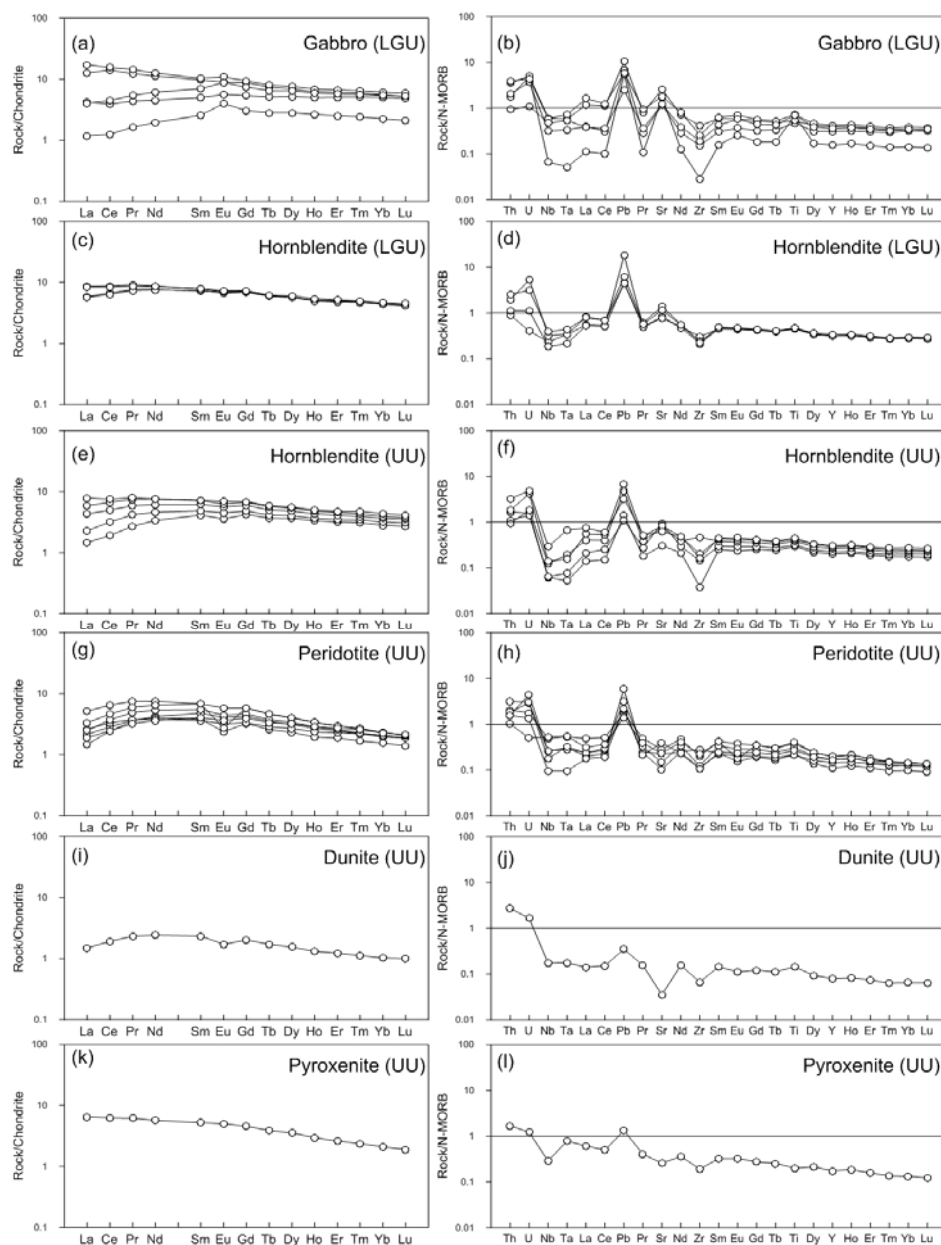 (a) Gabbro (LGU)
Rock/Chondrite
100
10
1
0.1
La Ce Pr Nd Sm Eu Gd Tb Dy Ho Er Tm Yb Lu
(b) Gabbro (LGU)
Rock/N-MORB
100
10
1
0.1
0.01
Th U Nb Ta La Ce Pb Pr Sr Nd Zr Sm Eu Gd Tb Ti Dy Y Ho Er Tm Yb Lu
(c) Hornblendite (LGU)
Rock/Chondrite
100
10
1
0.1
La Ce Pr Nd Sm Eu Gd Tb Dy Ho Er Tm Yb Lu
(d) Hornblendite (LGU)
Rock/N-MORB
100
10
1
0.1
0.01
Th U Nb Ta La Ce Pb Pr Sr Nd Zr Sm Eu Gd Tb Ti Dy Y Ho Er Tm Yb Lu
(e) Hornblendite (UU)
Rock/Chondrite
100
10
1
0.1
La Ce Pr Nd Sm Eu Gd Tb Dy Ho Er Tm Yb Lu
(f) Hornblendite (UU)
Rock/N-MORB
100
10
1
0.1
0.01
Th U Nb Ta La Ce Pb Pr Sr Nd Zr Sm Eu Gd Tb Ti Dy Y Ho Er Tm Yb Lu
(g) Peridotite (UU)
Rock/Chondrite
100
10
1
0.1
La Ce Pr Nd Sm Eu Gd Tb Dy Ho Er Tm Yb Lu
(h) Peridotite (UU)
Rock/N-MORB
100
10
1
0.1
0.01
Th U Nb Ta La Ce Pb Pr Sr Nd Zr Sm Eu Gd Tb Ti Dy Y Ho Er Tm Yb Lu
(i) Dunite (UU)
Rock/Chondrite
100
10
1
0.1
La Ce Pr Nd Sm Eu Gd Tb Dy Ho Er Tm Yb Lu
(j) Dunite (UU)
Rock/N-MORB
100
10
1
0.1
0.01
Th U Nb Ta La Ce Pb Pr Sr Nd Zr Sm Eu Gd Tb Ti Dy Y Ho Er Tm Yb Lu
(k) Pyroxenite (UU)
Rock/Chondrite
100
10
1
0.1
La Ce Pr Nd Sm Eu Gd Tb Dy Ho Er Tm Yb Lu
(l) Pyroxenite (UU)
Rock/N-MORB
100
10
1
0.1
0.01
Th U Nb Ta La Ce Pb Pr Sr Nd Zr Sm Eu Gd Tb Ti Dy Y Ho Er Tm Yb Lu